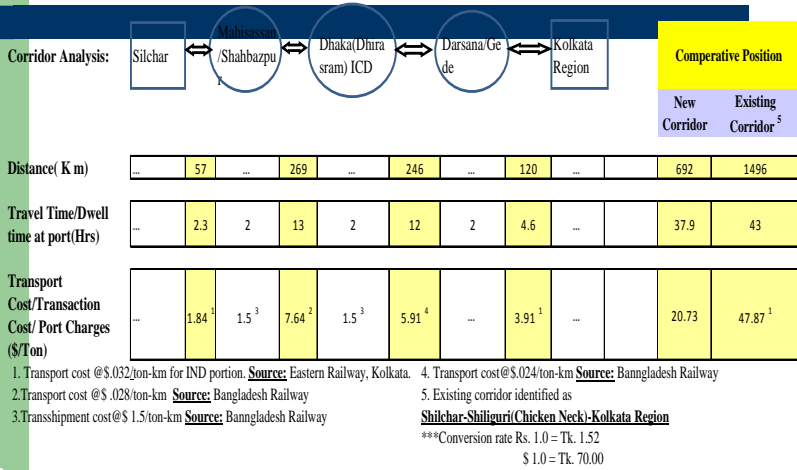 Corridor Analysis: Silchar Mahisassan/Shahbazpur Dhaka(Dhirasram) ICD Darsana/Gede Kolkata Region Comperative Position
New Corridor Existing Corridor 5
Distance( K m) ... 57 ... 269 ... 246 ... 120 ... 692 1496
Travel Time/Dwell time at port(Hrs) ... 2.3 2 13 2 12 2 4.6 ... 37.9 43
Transport Cost/Transaction Cost/ Port Charges ($/Ton) ... 1.84 1 1.5 3 7.64 2 1.5 3 5.91 4 ... 3.91 1 ... 20.73 47.87 1
1. Transport cost @$.032/ton-km for IND portion. Source: Eastern Railway, Kolkata.
2.Transport cost @$ .028/km Source: Bangladesh Railway
3.Transshipment cost@$ 1.5/ton-km Source: Banngladesh Railway
4. Transport cost@$.024/ton-km Source: Banngladesh Railway
5. Existing corridor identified as
Shilchar-Shiliguri(Chicken Neck)-Kolkata Region
***Conversion rate Rs. 1.0 = Tk. 1.52
$ 1.0 = Tk. 70.00